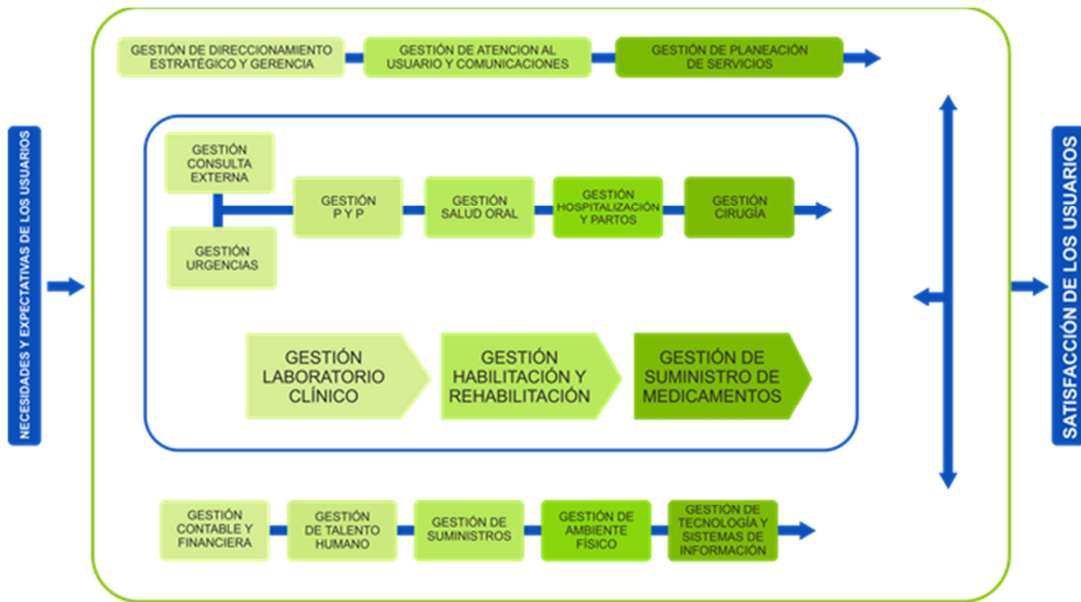 GESTIÓN DE DIRECCIONAMIENTO
ESTRATÉGICO Y GERENCIA
GESTIÓN DE ATENCION AL
USUARIO Y COMUNICACIONES
GESTIÓN DE PLANEACIÓN
DE SERVICIOS
NECESIDADES Y EXPECTATIVAS DE LOS USUARIOS
GESTIÓN
CONSULTA
EXTERNA
GESTIÓN
URGENCIAS
GESTIÓN
P Y P
GESTIÓN
SALUD ORAL
GESTIÓN
HOSPITALIZACIÓN
Y PARTOS
GESTIÓN
CIRUGÍA
GESTIÓN
LABORATORIO
CLÍNICO
GESTIÓN
HABILITACIÓN Y
REHABILITACIÓN
GESTIÓN DE
SUMINISTRO DE
MEDICAMENTOS
GESTIÓN
CONTABLE Y
FINANCIERA
GESTIÓN
DE TALENTO
HUMANO
GESTIÓN DE
SUMINISTROS
GESTIÓN DE
AMBIENTE
FÍSICO
GESTIÓN DE
TECNOLOGÍA Y
SISTEMAS DE
INFORMACIÓN
SATISFACCIÓN DE LOS USUARIOS